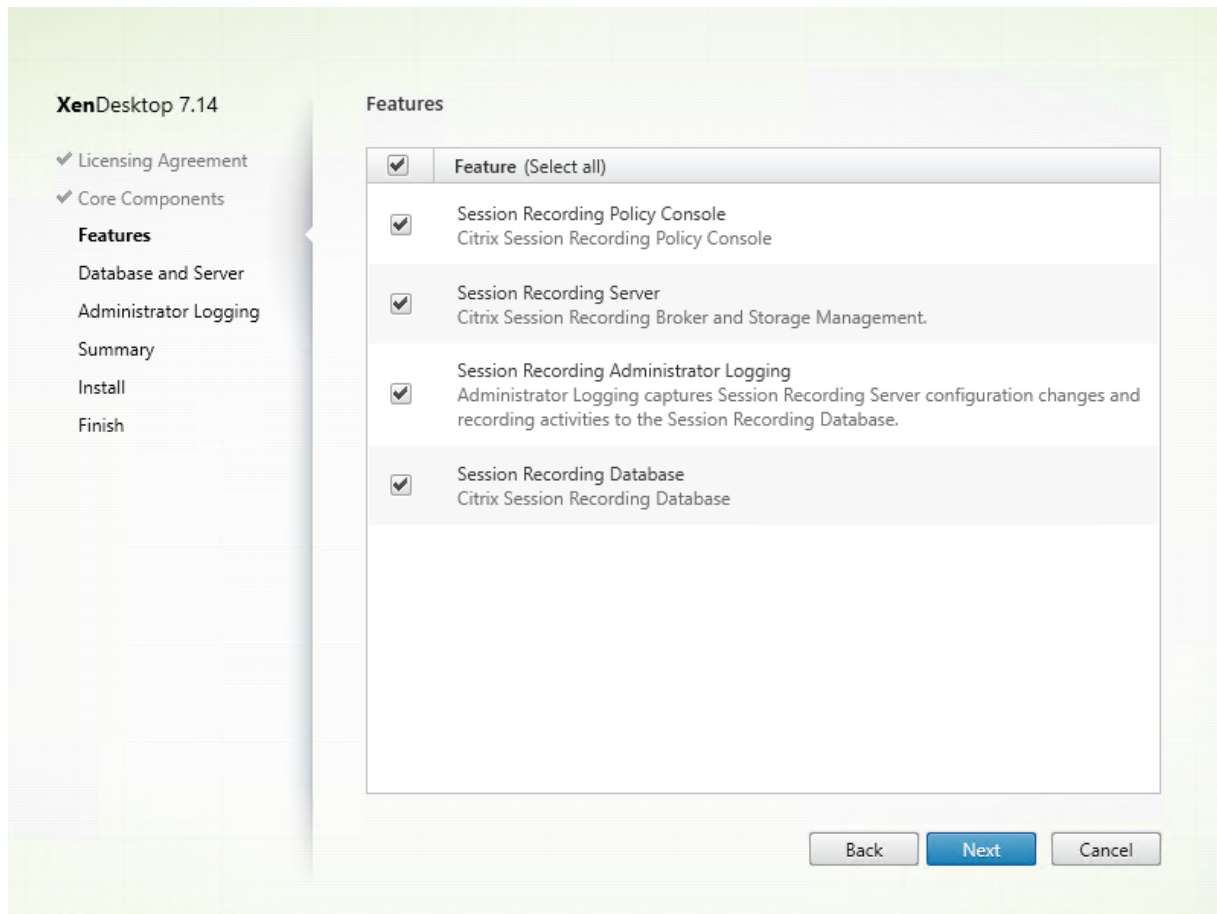 XenDesktop 7.14
Licensing Agreement
Core Components
Features
Database and Server
Administrator Logging
Summary
Install
Finish
Features
Feature (Select all)
Session Recording Policy Console
Citrix Session Recording Policy Console
Session Recording Server
Citrix Session Recording Broker and Storage Management.
Session Recording Administrator Logging
Administrator Logging captures Session Recording Server configuration changes and
recording activities to the Session Recording Database.
Session Recording Database
Citrix Session Recording Database
Back
Next
Cancel